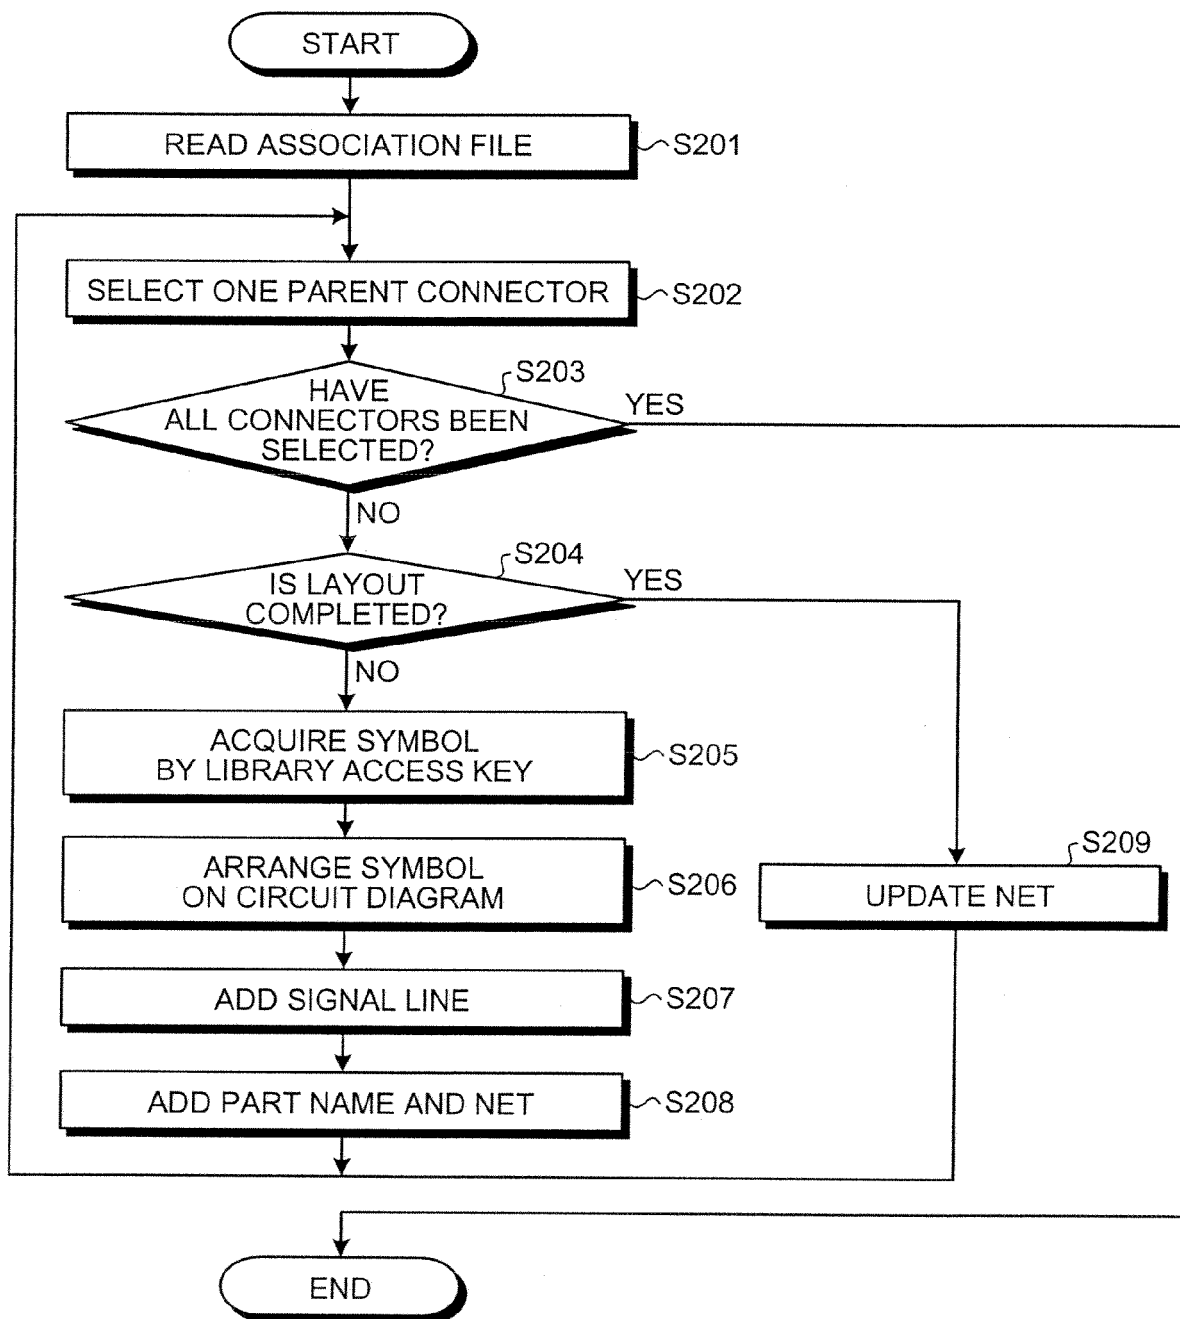 START
READ ASSOCIATION FILE
S201
SELECT ONE PARENT CONNECTOR
S202
S203
HAVE
ALL CONNECTORS BEEN
SELECTED?
YES
NO
S204
IS LAYOUT
COMPLETED?
YES
NO
ACQUIRE SYMBOL
BY LIBRARY ACCESS KEY
S205
ARRANGE SYMBOL
ON CIRCUIT DIAGRAM
S206
S209
UPDATE NET
ADD SIGNAL LINE
S207
ADD PART NAME AND NET
S208
END